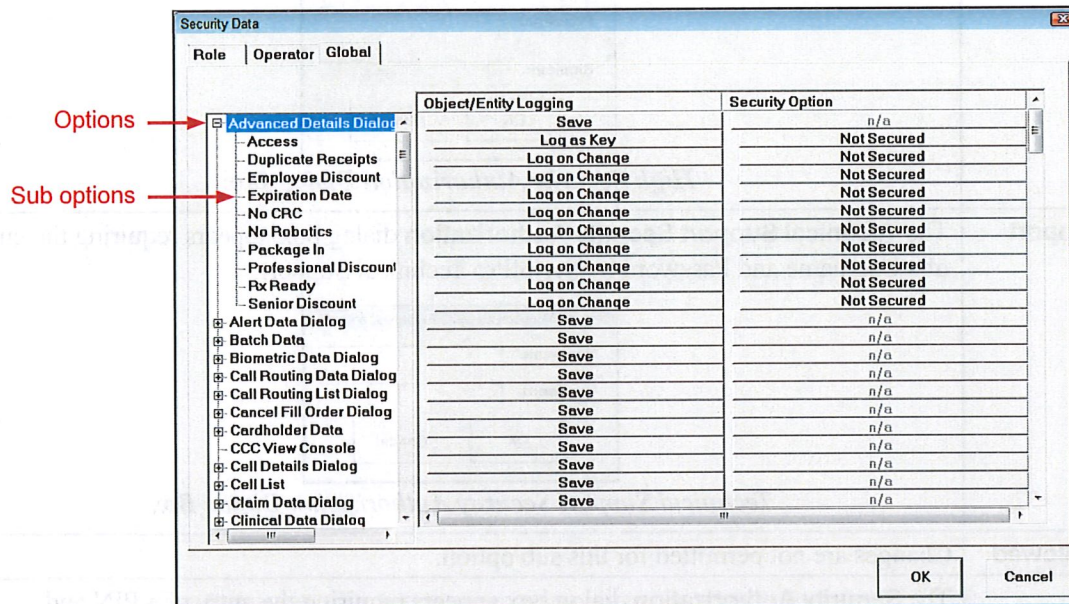 Security Data
Role Operator Global
Object/Entity Logging Security Option
Options
Advanced Details Dialog Save n/a
Access Log as Key Not Secured
Duplicate Receipts Log on Change Not Secured
Employee Discount Log on Change Not Secured
Sub options
Expiration Date Log on Change Not Secured
No CRC Log on Change Not Secured
No Robotics Log on Change Not Secured
Package In Log on Change Not Secured
Professional Discount Log on Change Not Secured
Rx Ready Log on Change Not Secured
Senior Discount Log on Change Not Secured
Alert Data Dialog Save n/a
Batch Data Save n/a
Biometric Data Dialog Save n/a
Call Routing Data Dialog Save n/a
Call Routing List Dialog Save n/a
Cancel Fill Order Dialog Save n/a
Cardholder Data Save n/a
CCC View Console Save n/a
Cell Details Dialog Save n/a
Cell List Save n/a
Claim Data Dialog Save n/a
Clinical Data Dialog
OK Cancel